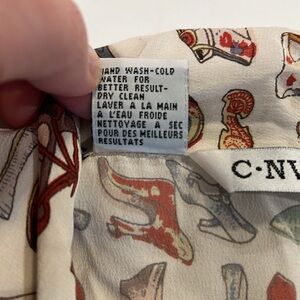 HAND WASH-COLD
WATER FOR
BETTER RESULT-
DRY CLEAN
LAVER A LA MAIN
A L'EAU FROIDE
NETTOYAGE A SEC
POUR DES MEILLEURS
RESULTATS
C·NV